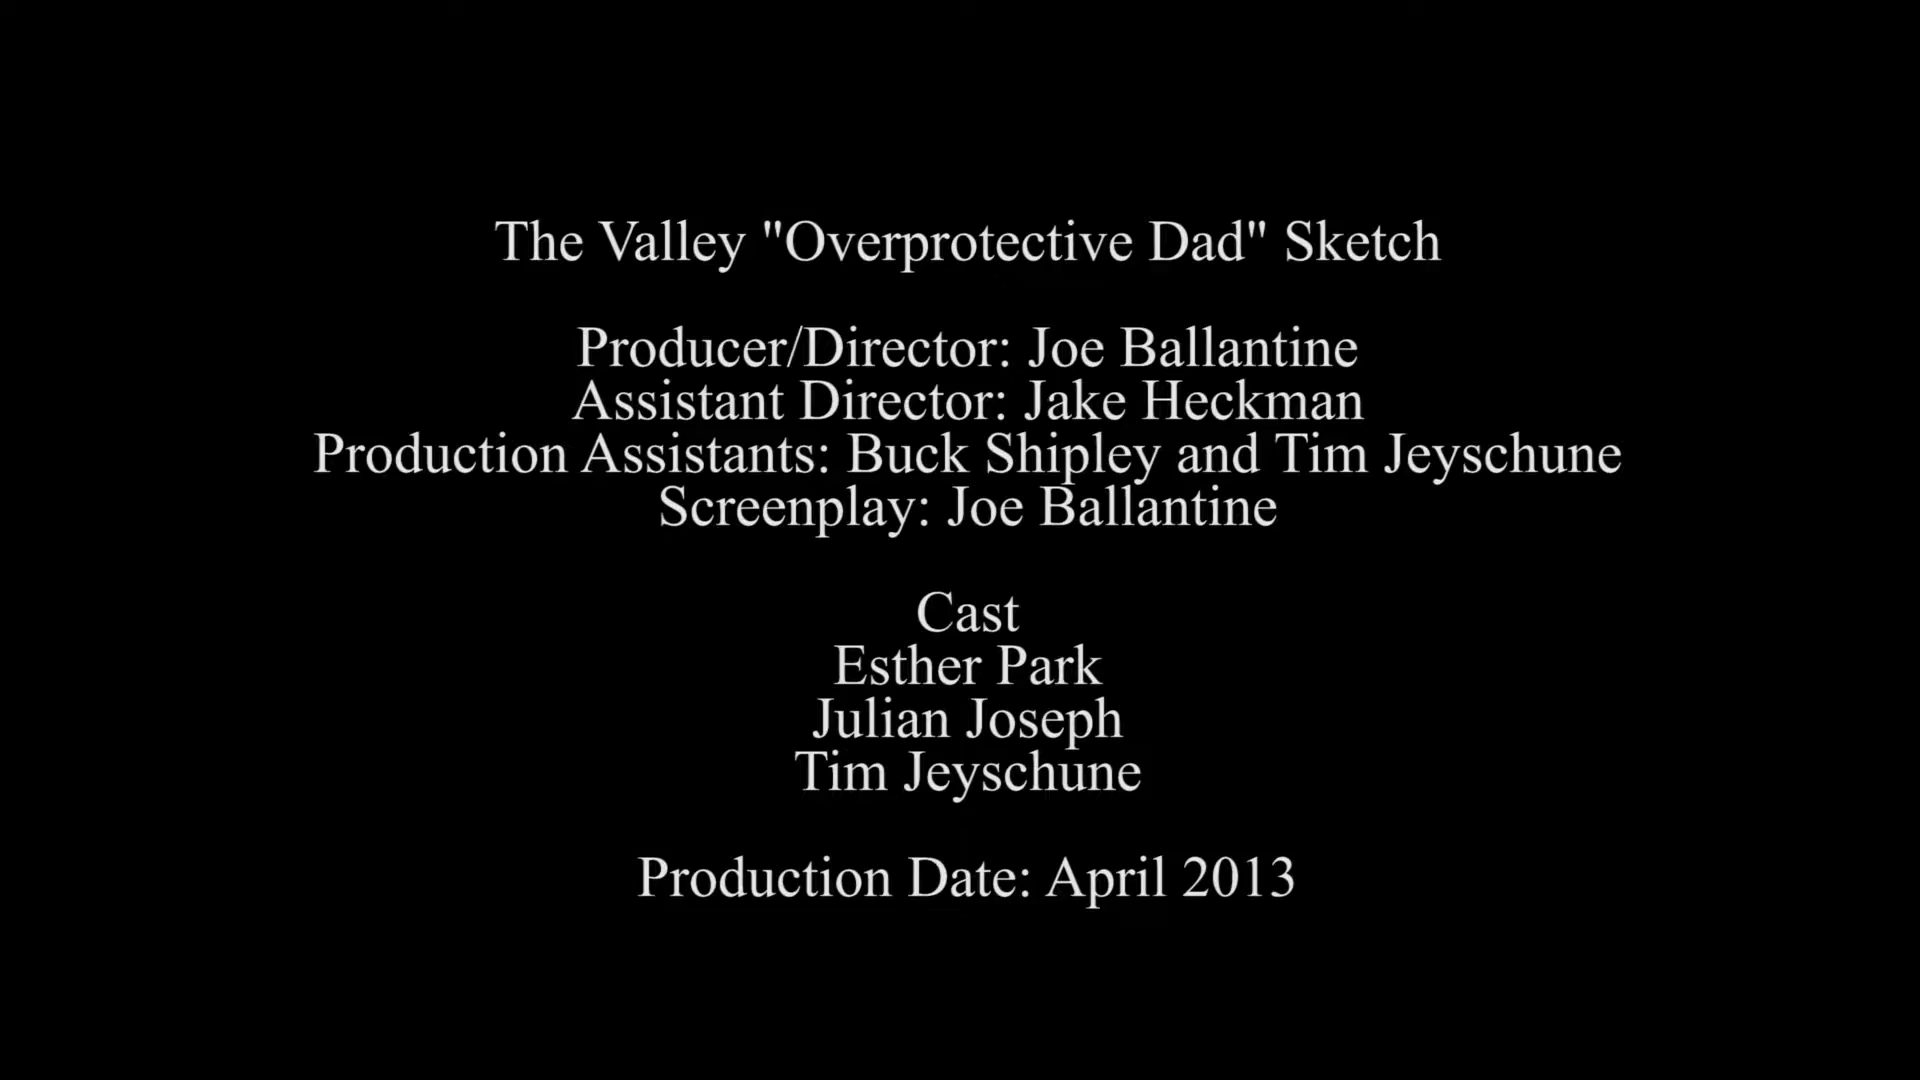 The Valley "Overprotective Dad" Sketch
Producer/Director: Joe Ballantine
Assistant Director: Jake Heckman
Production Assistants: Buck Shipley and Tim Jeyschune
Screenplay: Joe Ballantine
Cast
Esther Park
Julian Joseph
Tim Jeyschune
Production Date: April 2013